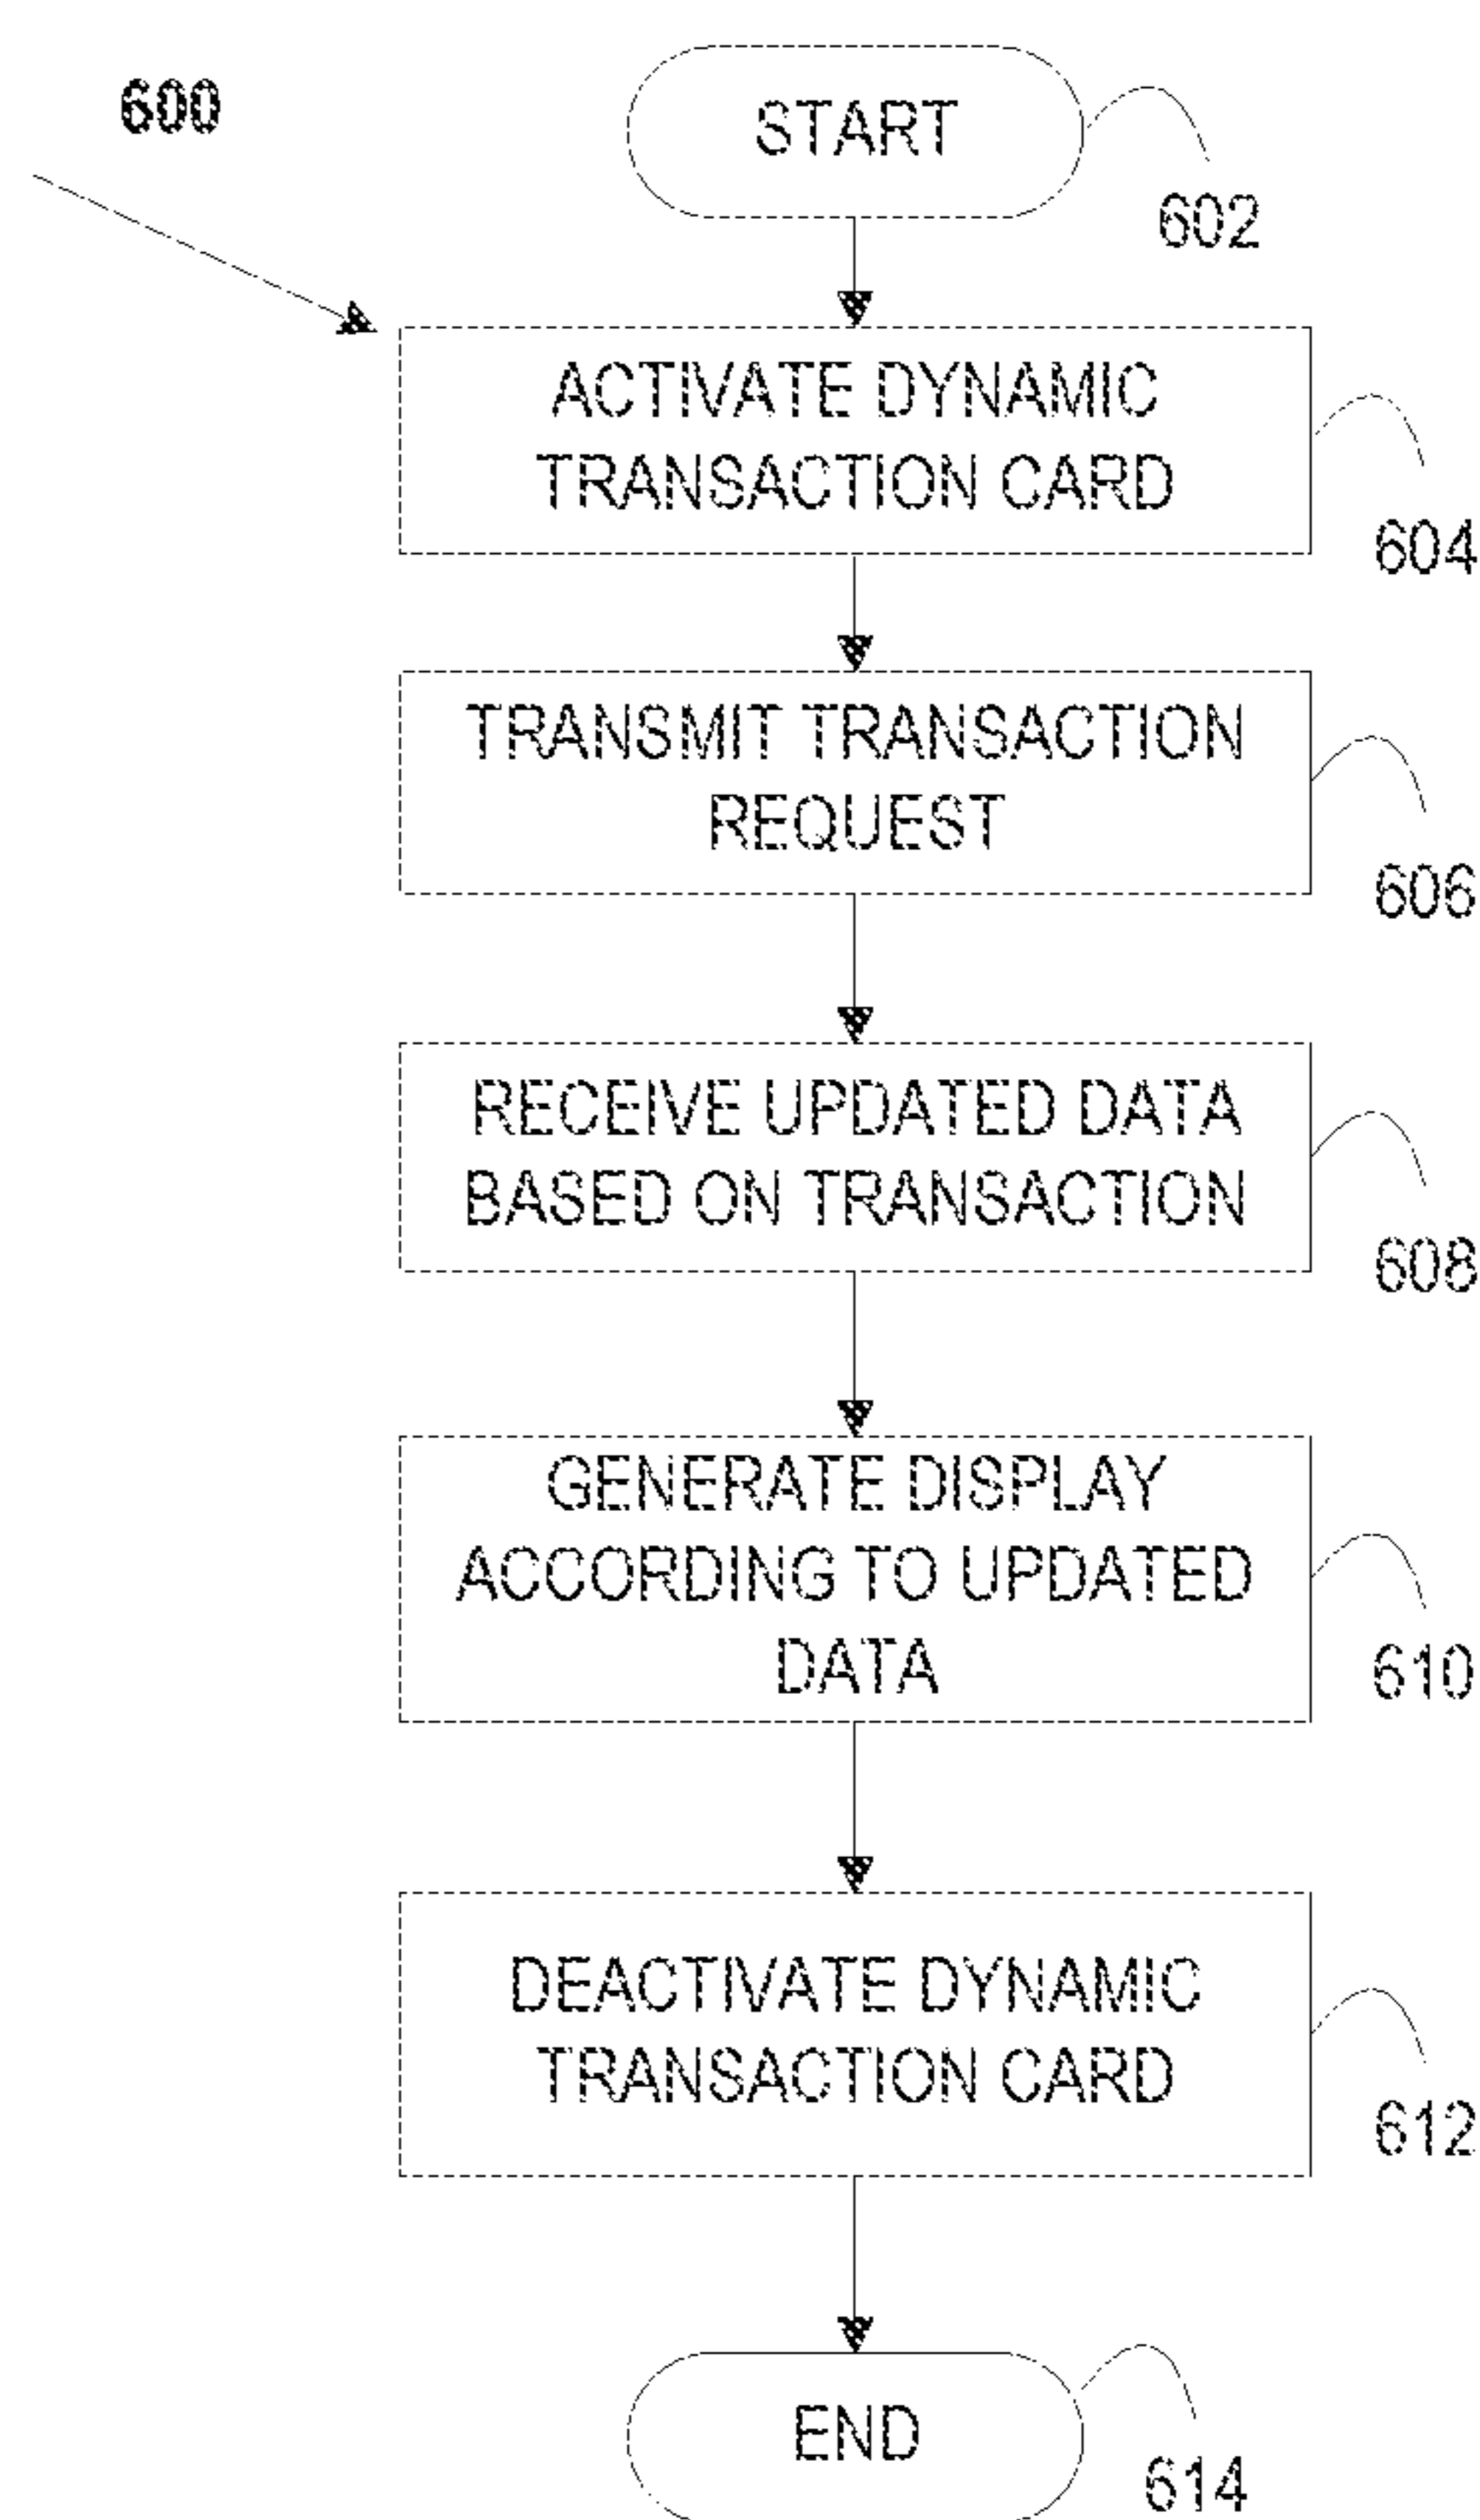 600
START
602
ACTIVATE DYNAMIC
TRANSACTION CARD
604
TRANSMIT TRANSACTION
REQUEST
606
RECEIVE UPDATED DATA
BASED ON TRANSACTION
608
GENERATE DISPLAY
ACCORDING TO UPDATED
DATA
610
DEACTIVATE DYNAMIC
TRANSACTION CARD
612
END
614